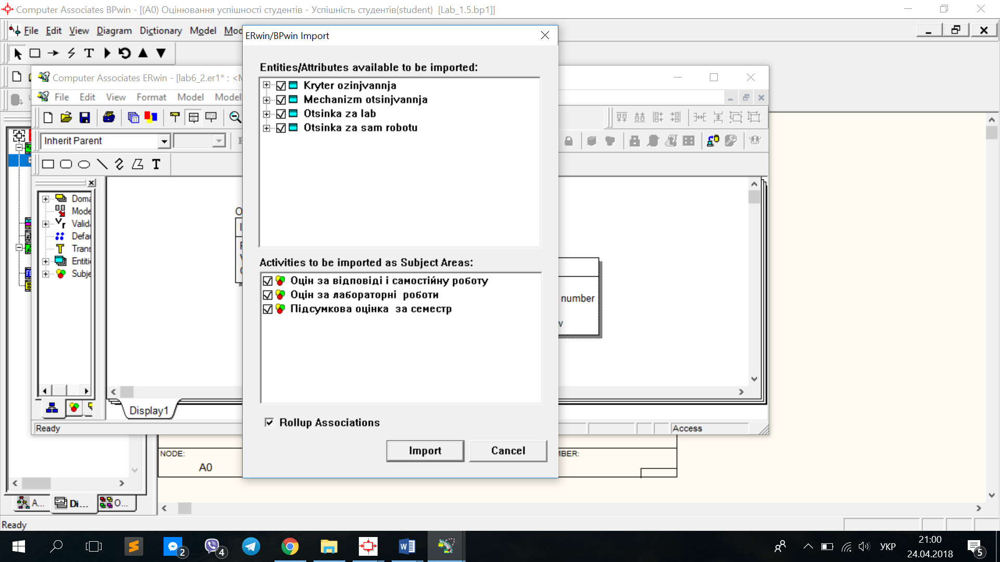 Computer Associates BPwin - [(A0) Оцінювання успішності студентів - Успішність студентів(student) [Lab_1.5.bp1]]
File Edit View Diagram Dictionary Model
ERwin/BPwin Import
Computer Associates ERwin - [lab6_2.er1* :
File Edit View Format Model
Inherit Parent
Entities/Attributes available to be imported:
Kryter ozinjvannja
Mechanizm otsinjvannja
Otsinka za lab
Otsinka za sam robotu
Activities to be imported as Subject Areas:
Оцін за відповіді і самостійну роботу
Оцін за лабораторні роботи
Підсумкова оцінка за семестр
Rollup Associations
Import Cancel
Doma
Mode
Valid
Defau
Trans
Entitie
Subje
number
Display1
Ready
Access
NODE:
A0
MBER:
A... Di... O...
Ready
2
4
УКР
21:00
24.04.2018
5